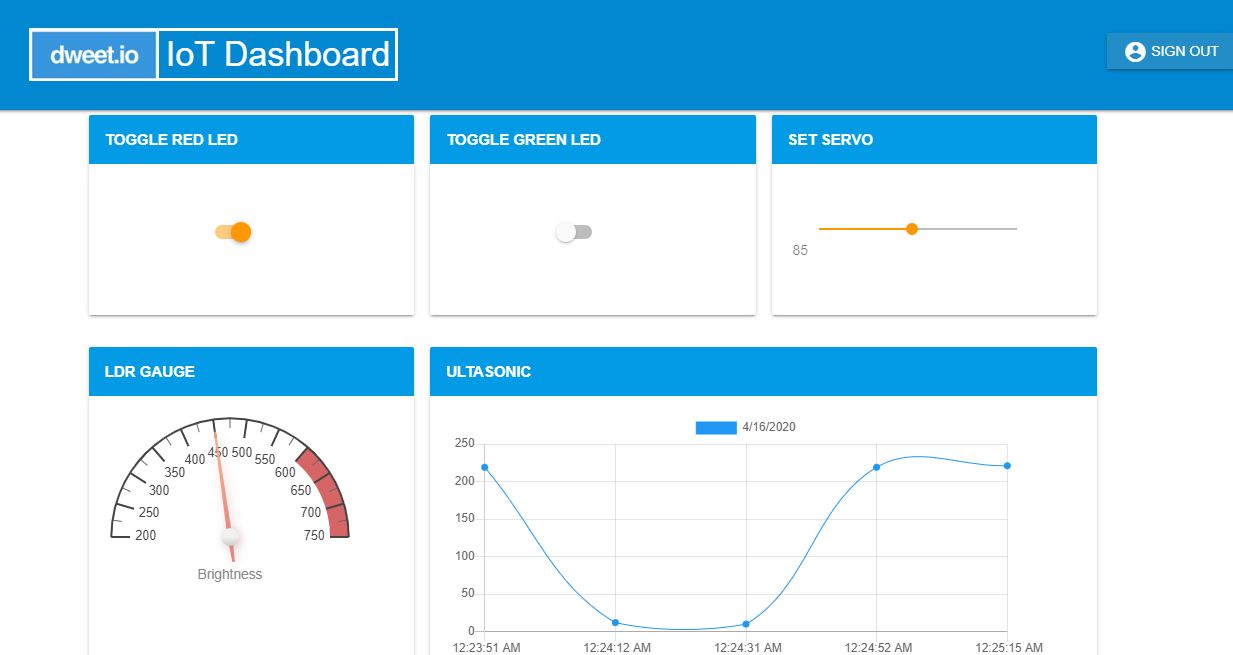 dweet.io IoT Dashboard
SIGN OUT
TOGGLE RED LED
TOGGLE GREEN LED
SET SERVO
85
LDR GAUGE
200 250 300 350 400 450 500 550 600 650 700 750
Brightness
ULTASONIC
4/16/2020
250
200
150
100
50
0
12:23:51 AM 12:24:12 AM 12:24:31 AM 12:24:52 AM 12:25:15 AM